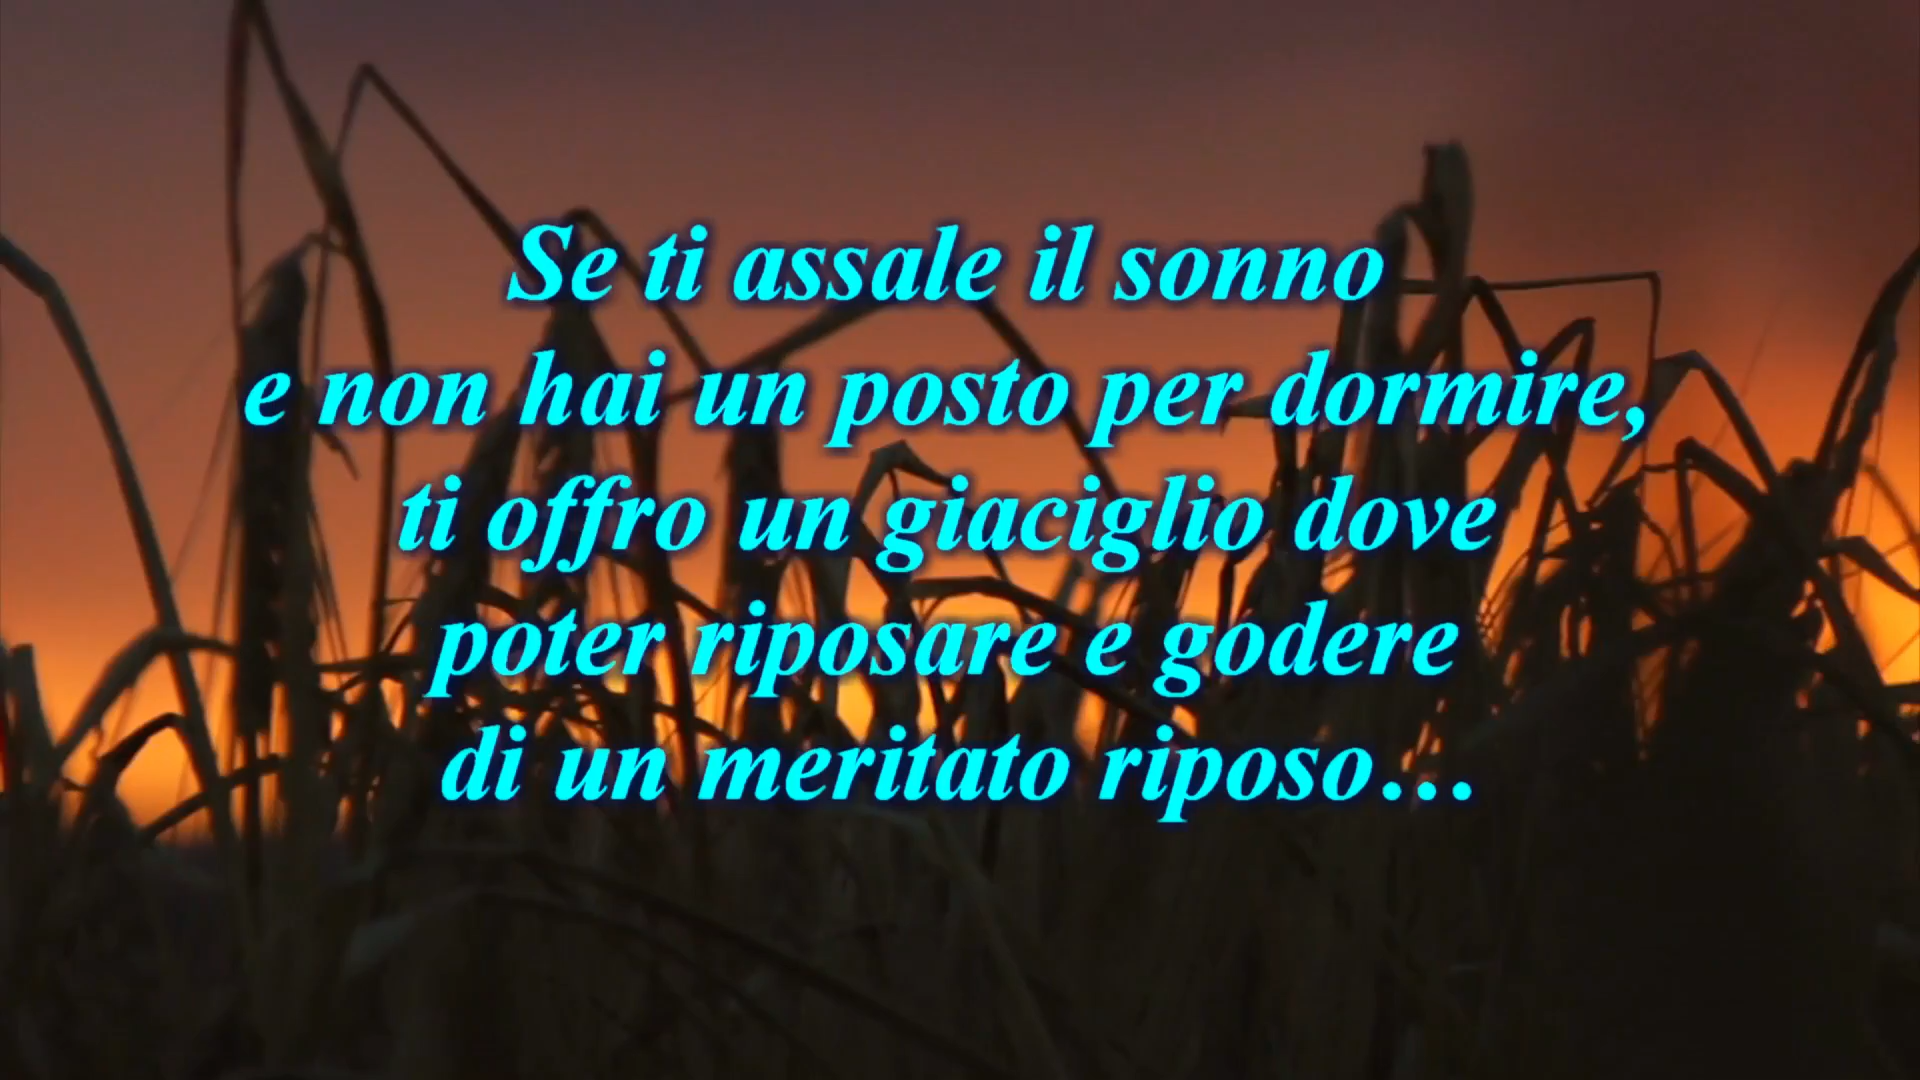 Se ti assale il sonno
e non hai un posto per dormire,
ti offro un giaciglio dove
poter riposare e godere
di un meritato riposo…